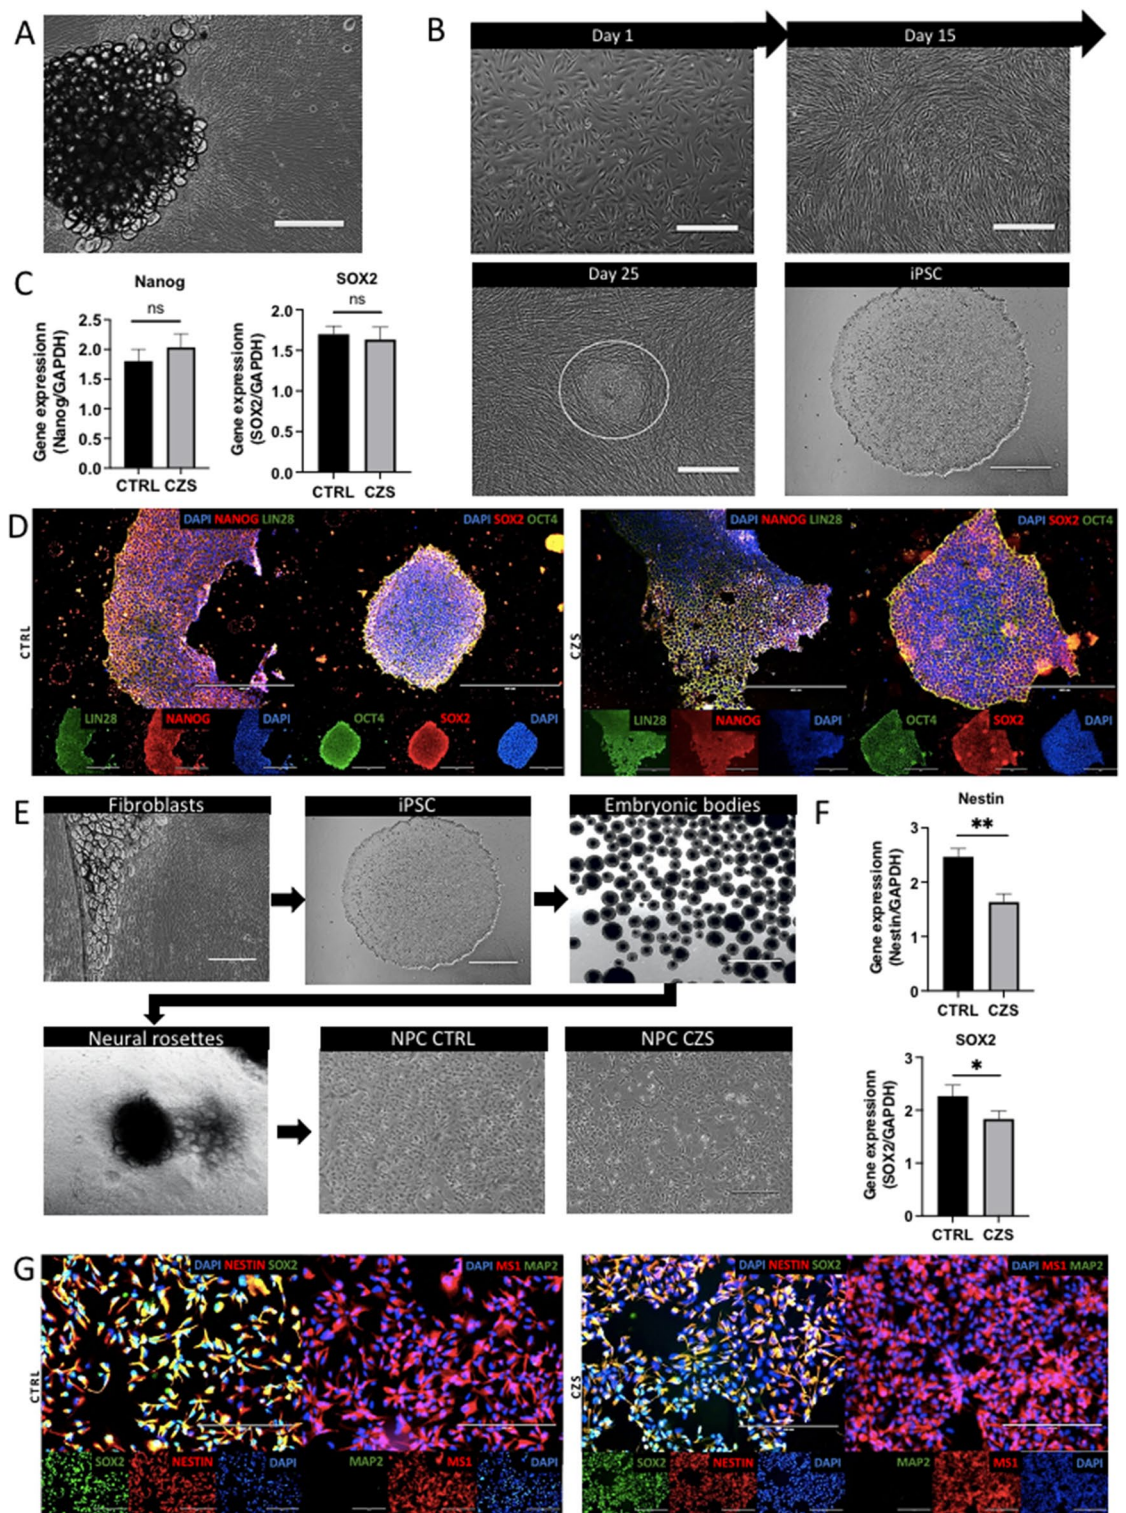 A
B
Day 1
Day 15
Day 25
iPSC
C
Nanog
ns
Gene expressionn
(Nanog/GAPDH)
2.5
2.0
1.5
1.0
0.5
0.0
CTRL CZS
SOX2
ns
Gene expressionn
(SOX2/GAPDH)
2.0
1.5
1.0
0.5
0.0
CTRL CZS
D
CTRL
DAPI NANOG LIN28
DAPI SOX2 OCT4
LIN28
NANOG
DAPI
OCT4
SOX2
DAPI
CZS
DAPI NANOG LIN28
DAPI SOX2 OCT4
LIN28
NANOG
DAPI
OCT4
SOX2
DAPI
E
Fibroblasts
iPSC
Embryonic bodies
Neural rosettes
NPC CTRL
NPC CZS
F
Nestin
**
Gene expressionn
(Nestin/GAPDH)
3
2
1
0
CTRL CZS
SOX2
*
Gene expressionn
(SOX2/GAPDH)
3
2
1
0
CTRL CZS
G
CTRL
DAPI NESTIN SOX2
DAPI MS1 MAP2
SOX2
NESTIN
DAPI
MAP2
MS1
DAPI
CZS
DAPI NESTIN SOX2
DAPI MS1 MAP2
SOX2
NESTIN
DAPI
MAP2
MS1
DAPI